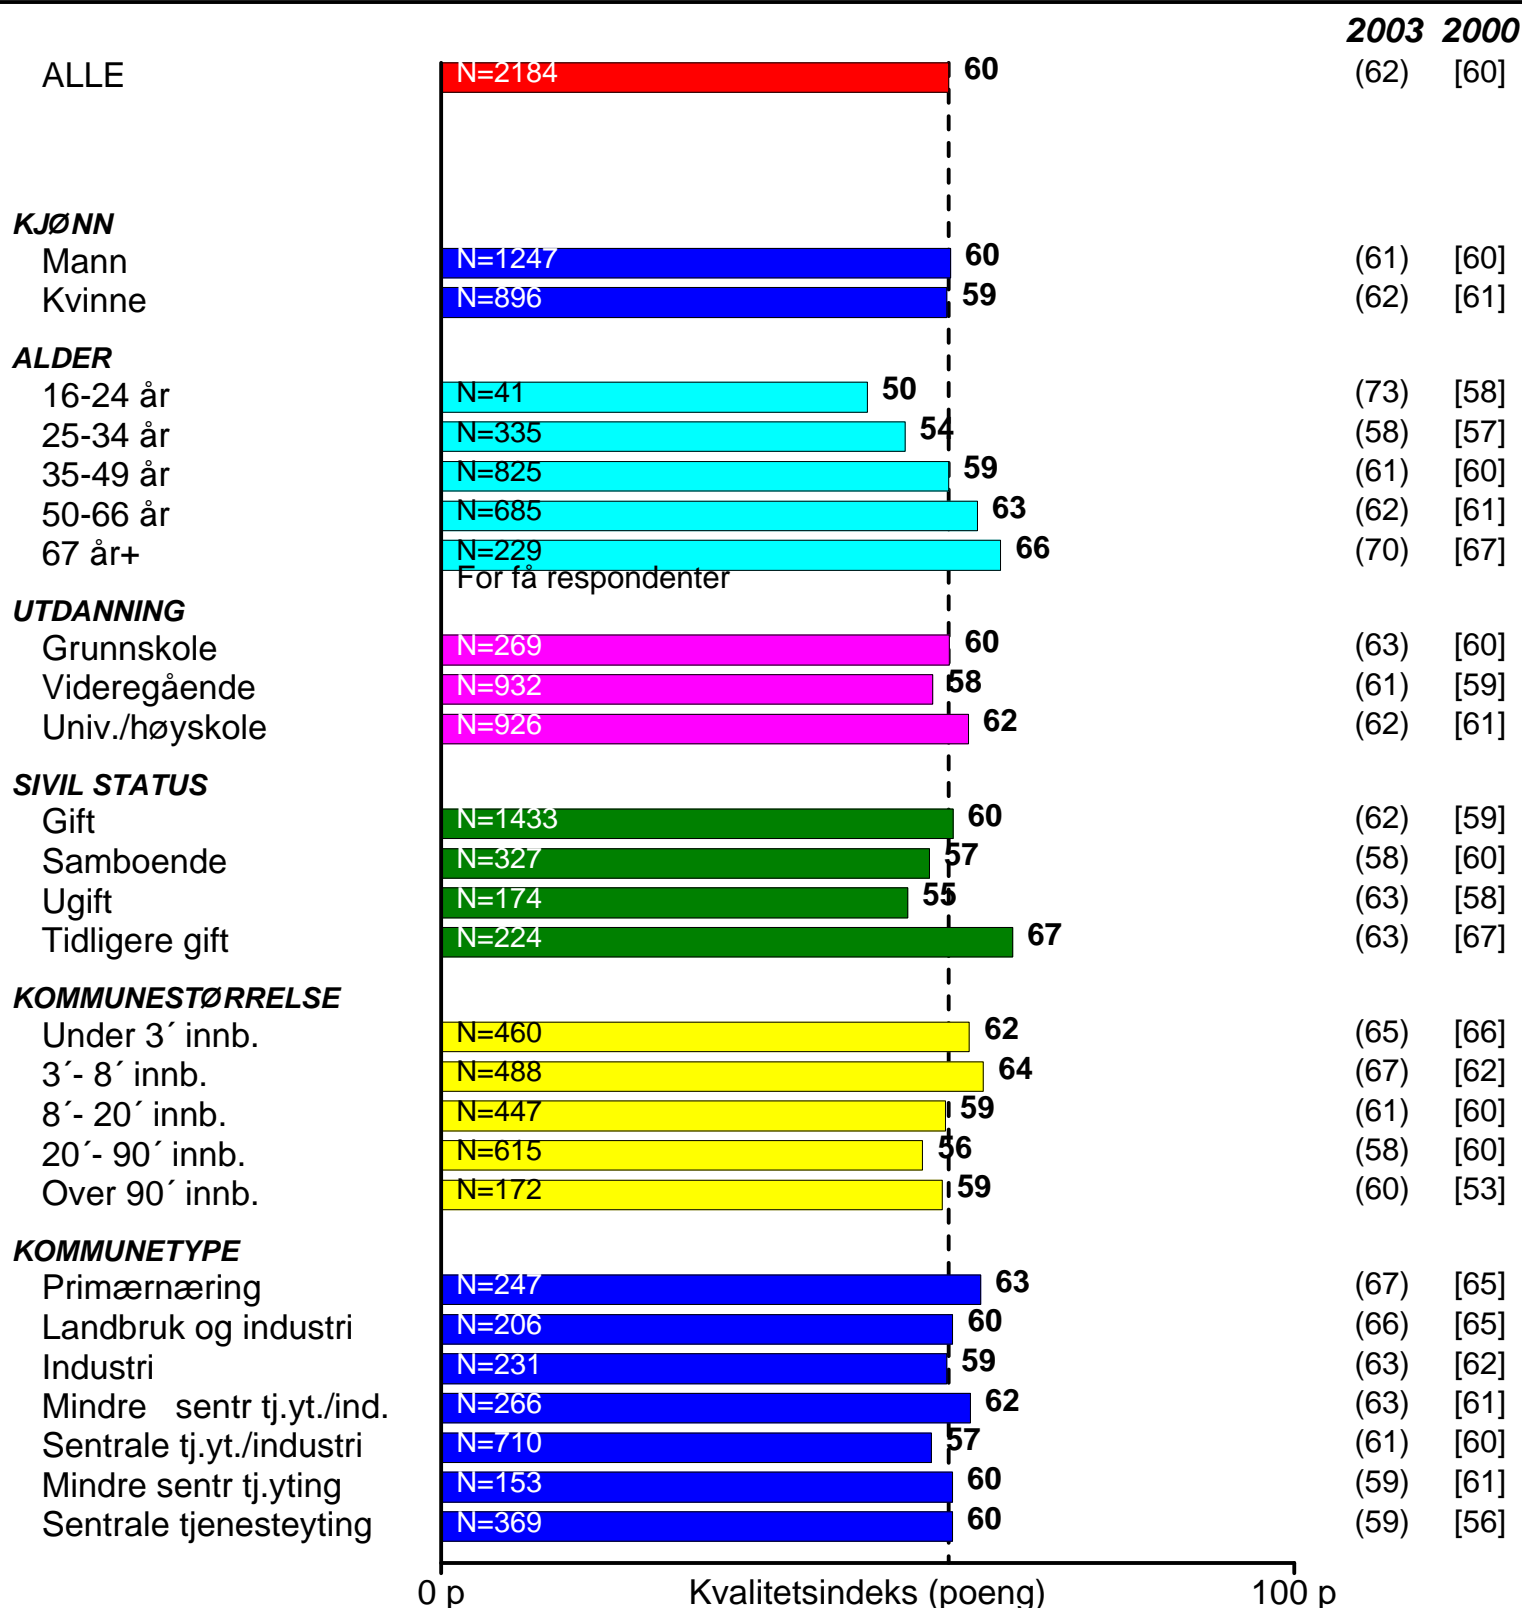 2003 2000
ALLE N=2184 60 (62) [60]
KJØNN
Mann N=1247 60 (61) [60]
Kvinne N=896 59 (62) [61]
ALDER
16-24 år N=41 50 (73) [58]
25-34 år N=335 54 (58) [57]
35-49 år N=825 59 (61) [60]
50-66 år N=685 63 (62) [61]
67 år+ N=229 66 (70) [67]
For få respondenter
UTDANNING
Grunnskole N=269 60 (63) [60]
Videregående N=932 58 (61) [59]
Univ./høyskole N=926 62 (62) [61]
SIVIL STATUS
Gift N=1433 60 (62) [59]
Samboende N=327 57 (58) [60]
Ugift N=174 55 (63) [58]
Tidligere gift N=224 67 (63) [67]
KOMMUNESTØRRELSE
Under 3´ innb. N=460 62 (65) [66]
3´- 8´ innb. N=488 64 (67) [62]
8´- 20´ innb. N=447 59 (61) [60]
20´- 90´ innb. N=615 56 (58) [60]
Over 90´ innb. N=172 59 (60) [53]
KOMMUNETYPE
Primærnæring N=247 63 (67) [65]
Landbruk og industri N=206 60 (66) [65]
Industri N=231 59 (63) [62]
Mindre sentr tj.yt./ind. N=266 62 (63) [61]
Sentrale tj.yt./industri N=710 57 (61) [60]
Mindre sentr tj.yting N=153 60 (59) [61]
Sentrale tjenesteyting N=369 60 (59) [56]
0 p Kvalitetsindeks (poeng) 100 p